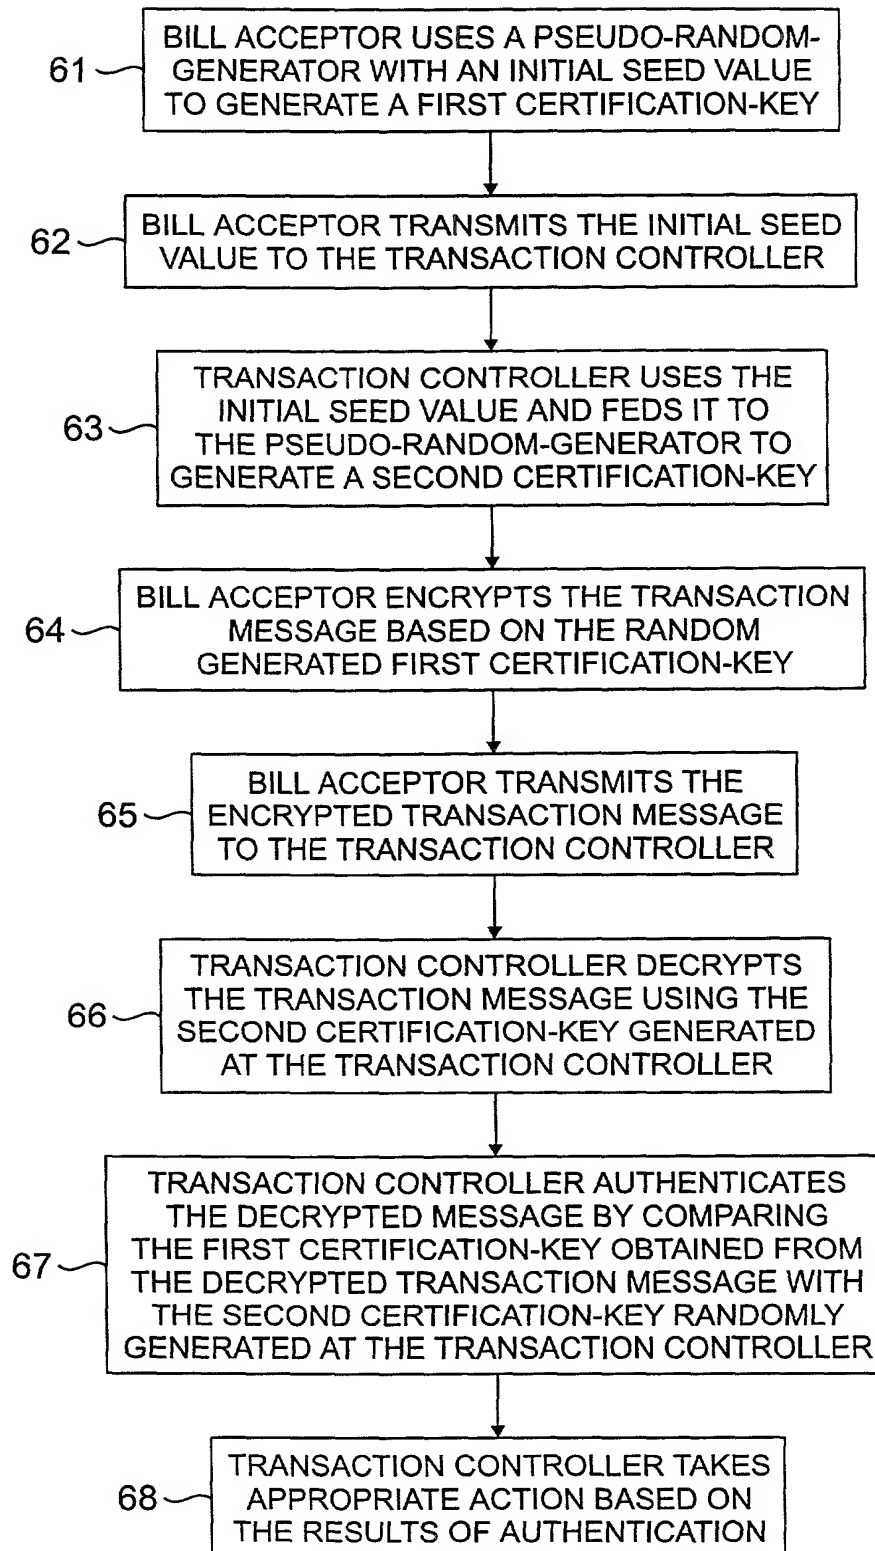 61
BILL ACCEPTOR USES A PSEUDO-RANDOM-
GENERATOR WITH AN INITIAL SEED VALUE
TO GENERATE A FIRST CERTIFICATION-KEY
62
BILL ACCEPTOR TRANSMITS THE INITIAL SEED
VALUE TO THE TRANSACTION CONTROLLER
63
TRANSACTION CONTROLLER USES THE
INITIAL SEED VALUE AND FEDS IT TO
THE PSEUDO-RANDOM-GENERATOR TO
GENERATE A SECOND CERTIFICATION-KEY
64
BILL ACCEPTOR ENCRYPTS THE TRANSACTION
MESSAGE BASED ON THE RANDOM
GENERATED FIRST CERTIFICATION-KEY
65
BILL ACCEPTOR TRANSMITS THE
ENCRYPTED TRANSACTION MESSAGE
TO THE TRANSACTION CONTROLLER
66
TRANSACTION CONTROLLER DECRYPTS
THE TRANSACTION MESSAGE USING THE
SECOND CERTIFICATION-KEY GENERATED
AT THE TRANSACTION CONTROLLER
67
TRANSACTION CONTROLLER AUTHENTICATES
THE DECRYPTED MESSAGE BY COMPARING
THE FIRST CERTIFICATION-KEY OBTAINED FROM
THE DECRYPTED TRANSACTION MESSAGE WITH
THE SECOND CERTIFICATION-KEY RANDOMLY
GENERATED AT THE TRANSACTION CONTROLLER
68
TRANSACTION CONTROLLER TAKES
APPROPRIATE ACTION BASED ON
THE RESULTS OF AUTHENTICATION